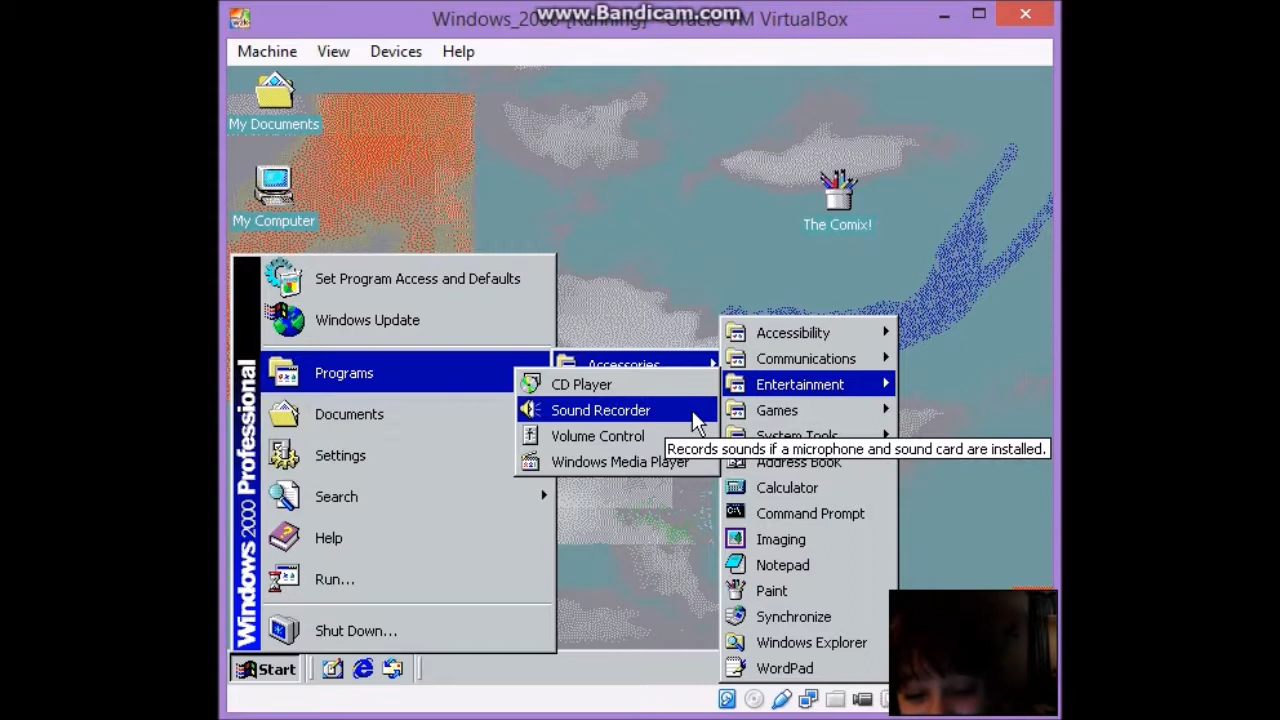 www.Bandicam.com
Windows_2000 [Running] - Oracle VM VirtualBox
Machine View Devices Help
My Documents
My Computer
The Comix!
Set Program Access and Defaults
Windows Update
Programs
Documents
Settings
Search
Help
Run...
Shut Down...
Windows 2000 Professional
Accessories
CD Player
Sound Recorder
Volume Control
Windows Media Player
Accessibility
Communications
Entertainment
Games
System Tools
Records sounds if a microphone and sound card are installed.
Address Book
Calculator
Command Prompt
Imaging
Notepad
Paint
Synchronize
Windows Explorer
WordPad
Start